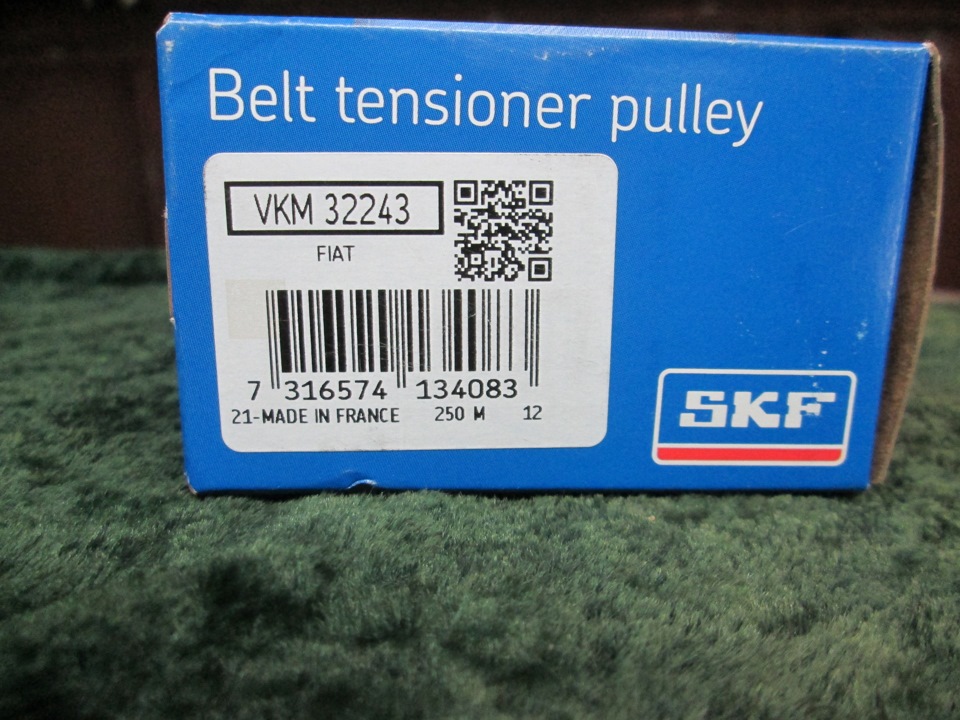 Belt tensioner pulley
VKM 32243
FIAT
7 316574 134083
21-MADE IN FRANCE 250 M 12
SKF